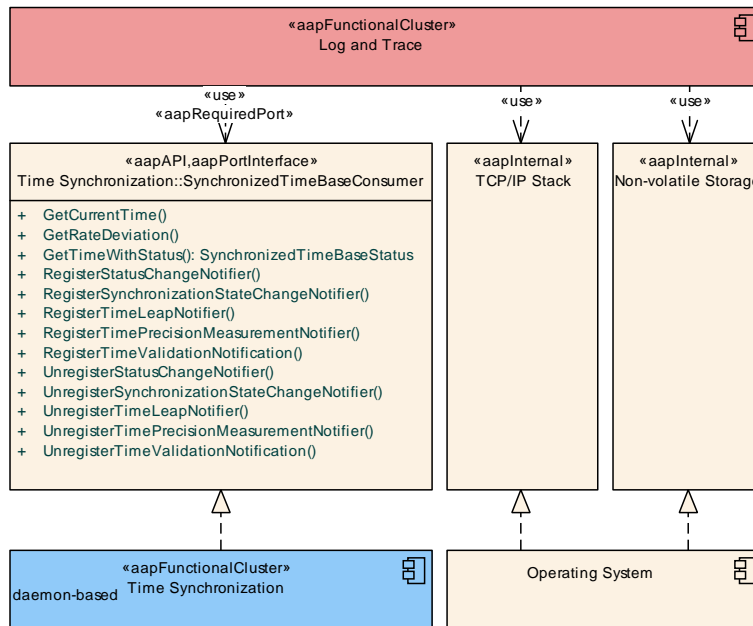 «aapFunctionalCluster»
Log and Trace
«use»
«aapRequiredPort»
«use»
«use»
«aapAPI,aapPortInterface»
Time Synchronization::SynchronizedTimeBaseConsumer
+ GetCurrentTime()
+ GetRateDeviation()
+ GetTimeWithStatus(): SynchronizedTimeBaseStatus
+ RegisterStatusChangeNotifier()
+ RegisterSynchronizationStateChangeNotifier()
+ RegisterTimeLeapNotifier()
+ RegisterTimePrecisionMeasurementNotifier()
+ RegisterTimeValidationNotification()
+ UnregisterStatusChangeNotifier()
+ UnregisterSynchronizationStateChangeNotifier()
+ UnregisterTimeLeapNotifier()
+ UnregisterTimePrecisionMeasurementNotifier()
+ UnregisterTimeValidationNotification()
«aapInternal»
TCP/IP Stack
«aapInternal»
Non-volatile Storage
«aapFunctionalCluster»
Time Synchronization
daemon-based
Operating System